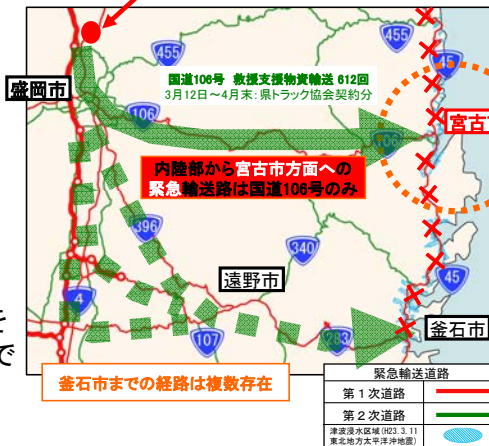 455
455
45
盛岡市
国道106号 救援支援物資輸送 612回
3月12日～4月末：県トラック協会契約分
106
106
宮古
内陸部から宮古市方面への
緊急輸送路は国道106号のみ
396
340
遠野市
45
4
を
で
107
283
釜石市
釜石市までの経路は複数存在
緊急輸送道路
第１次道路
第２次道路
津波浸水区域(H23.3.11
東北地方太平洋沖地震)